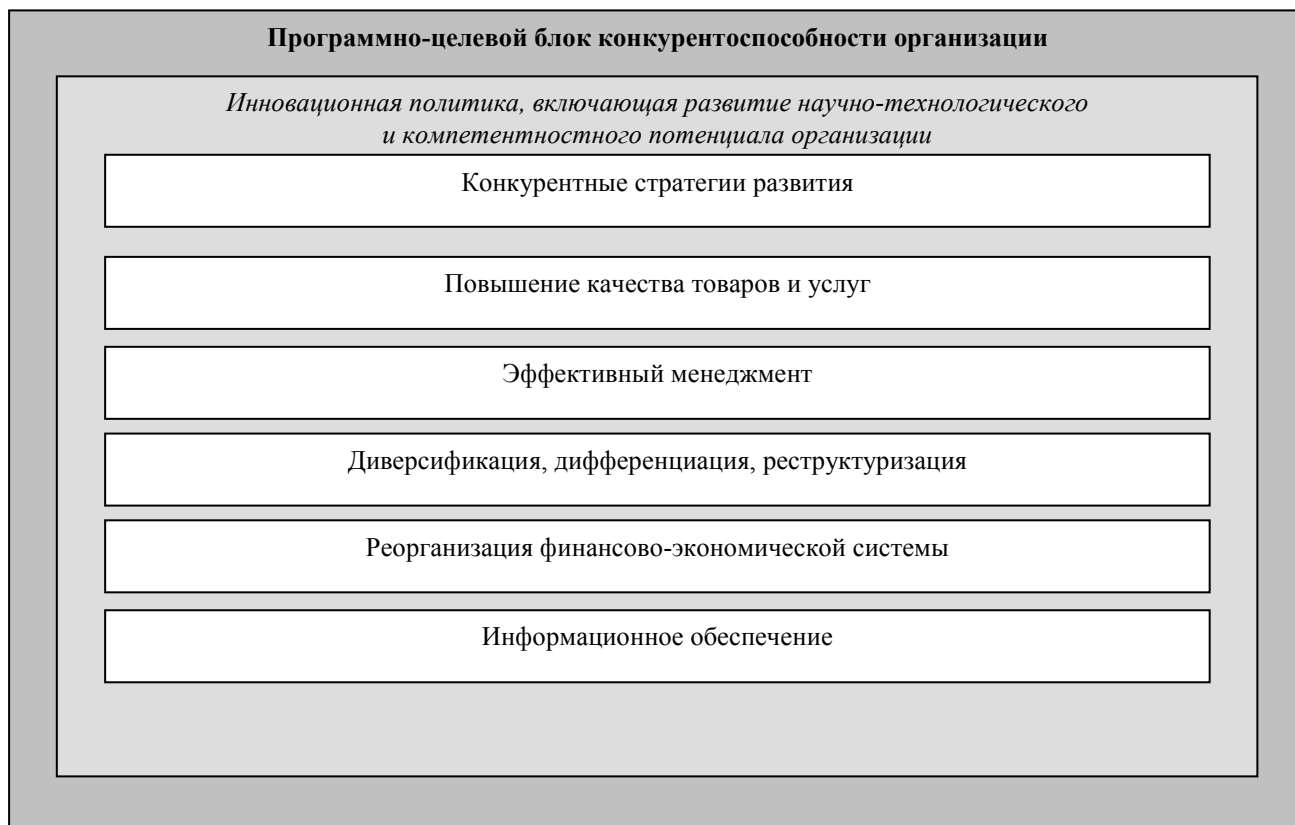 Программно-целевой блок конкурентоспособности организации
Инновационная политика, включающая развитие научно-технологического
и компетентностного потенциала организации
Конкурентные стратегии развития
Повышение качества товаров и услуг
Эффективный менеджмент
Диверсификация, дифференциация, реструктуризация
Реорганизация финансово-экономической системы
Информационное обеспечение